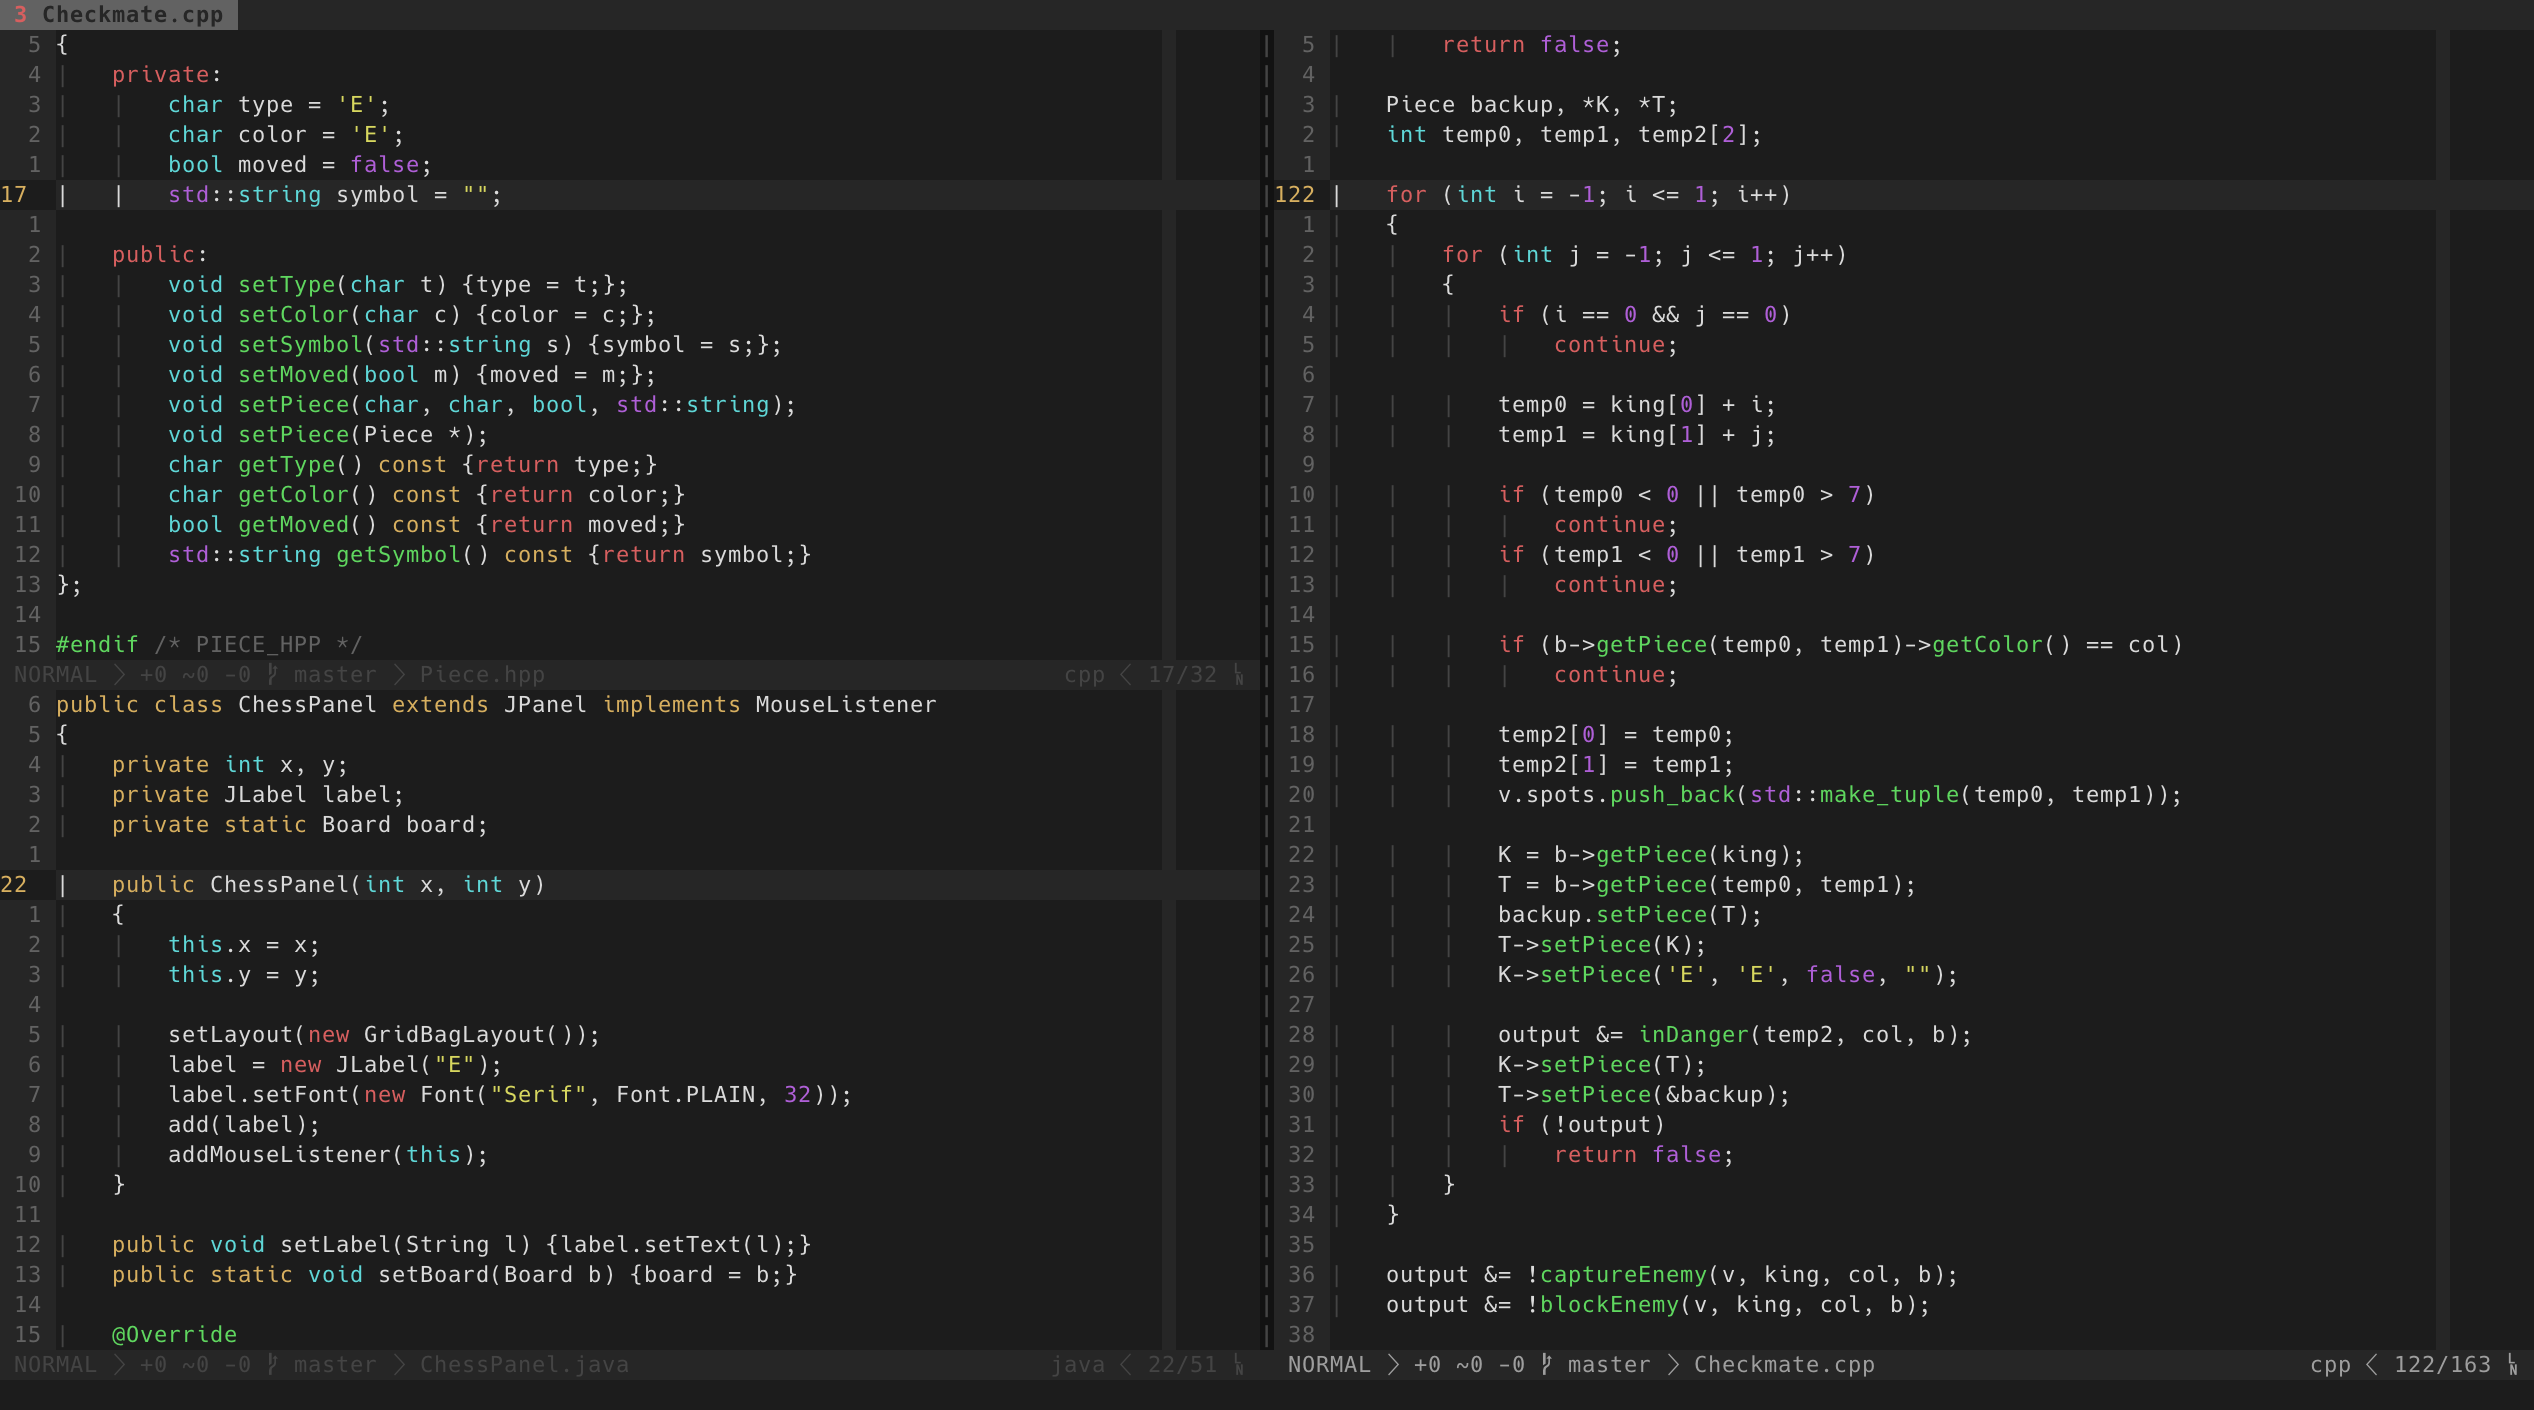 3 Checkmate.cpp
5 {
4 private:
3 char type = 'E';
2 char color = 'E';
1 bool moved = false;
17 std::string symbol = "";
1
2 public:
3 void setType(char t) {type = t;};
4 void setColor(char c) {color = c;};
5 void setSymbol(std::string s) {symbol = s;};
6 void setMoved(bool m) {moved = m;};
7 void setPiece(char, char, bool, std::string);
8 void setPiece(Piece *);
9 char getType() const {return type;}
10 char getColor() const {return color;}
11 bool getMoved() const {return moved;}
12 std::string getSymbol() const {return symbol;}
13 };
14
15 #endif /* PIECE_HPP */
NORMAL +0 ~0 -0 master Piece.hpp cpp 17/32
6 public class ChessPanel extends JPanel implements MouseListener
5 {
4 private int x, y;
3 private JLabel label;
2 private static Board board;
1
22 public ChessPanel(int x, int y)
1 {
2 this.x = x;
3 this.y = y;
4
5 setLayout(new GridBagLayout());
6 label = new JLabel("E");
7 label.setFont(new Font("Serif", Font.PLAIN, 32));
8 add(label);
9 addMouseListener(this);
10 }
11
12 public void setLabel(String l) {label.setText(l);}
13 public static void setBoard(Board b) {board = b;}
14
15 @Override
NORMAL +0 ~0 -0 master ChessPanel.java java 22/51
5 return false;
4
3 Piece backup, *K, *T;
2 int temp0, temp1, temp2[2];
1
122 for (int i = -1; i <= 1; i++)
1 {
2 for (int j = -1; j <= 1; j++)
3 {
4 if (i == 0 && j == 0)
5 continue;
6
7 temp0 = king[0] + i;
8 temp1 = king[1] + j;
9
10 if (temp0 < 0 || temp0 > 7)
11 continue;
12 if (temp1 < 0 || temp1 > 7)
13 continue;
14
15 if (b->getPiece(temp0, temp1)->getColor() == col)
16 continue;
17
18 temp2[0] = temp0;
19 temp2[1] = temp1;
20 v.spots.push_back(std::make_tuple(temp0, temp1));
21
22 K = b->getPiece(king);
23 T = b->getPiece(temp0, temp1);
24 backup.setPiece(T);
25 T->setPiece(K);
26 K->setPiece('E', 'E', false, "");
27
28 output &= inDanger(temp2, col, b);
29 K->setPiece(T);
30 T->setPiece(&backup);
31 if (!output)
32 return false;
33 }
34 }
35
36 output &= !captureEnemy(v, king, col, b);
37 output &= !blockEnemy(v, king, col, b);
38
NORMAL +0 ~0 -0 master Checkmate.cpp cpp 122/163